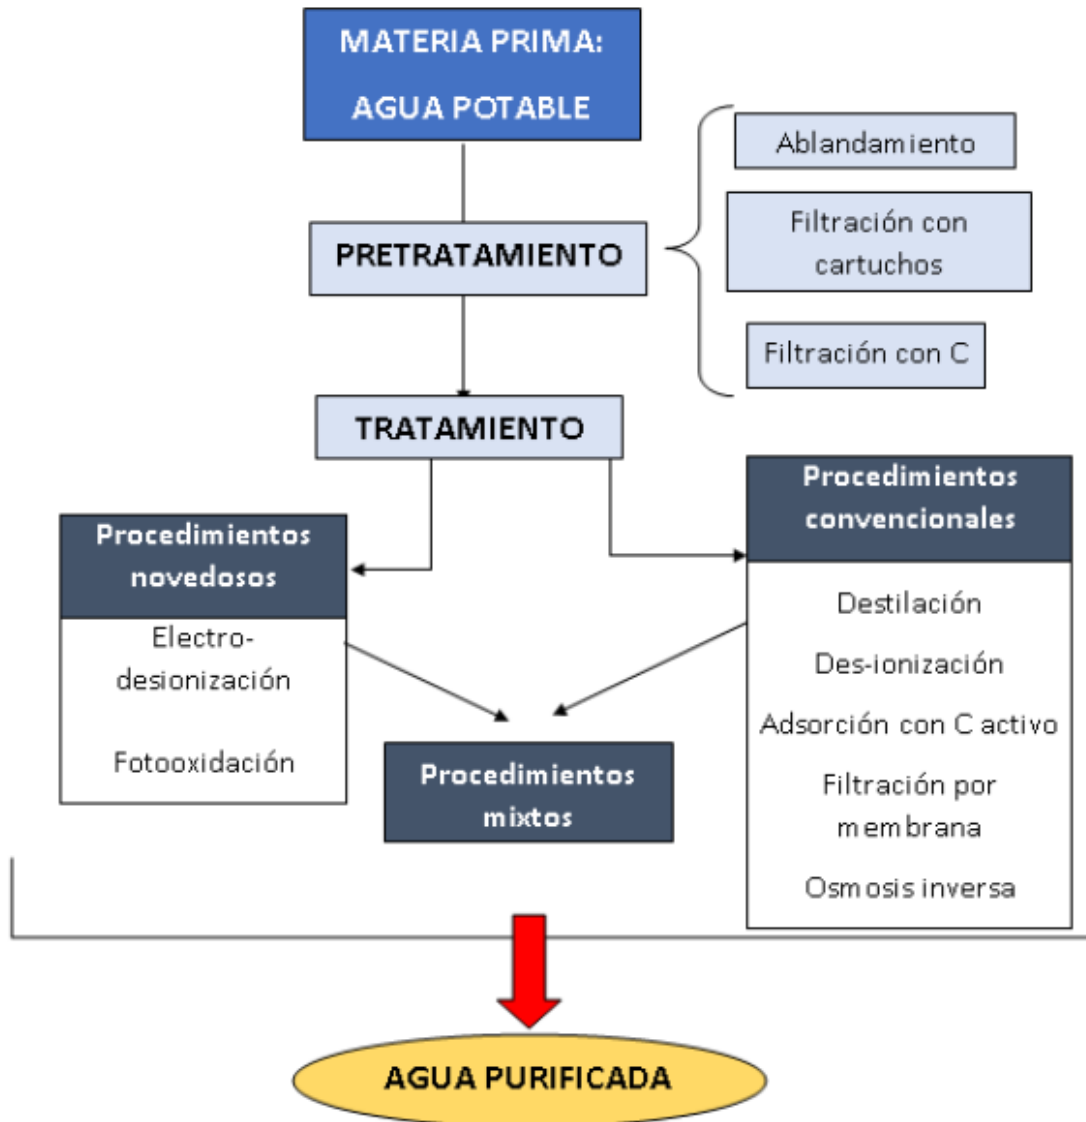 MATERIA PRIMA:
AGUA POTABLE
PRETRATAMIENTO
Ablandamiento
Filtración con
cartuchos
Filtración con C
TRATAMIENTO
Procedimientos
novedosos
Electro-
desionización
Fotooxidación
Procedimientos
convencionales
Destilación
Des-ionización
Adsorción con C activo
Filtración por
membrana
Osmosis inversa
Procedimientos
mixtos
AGUA PURIFICADA